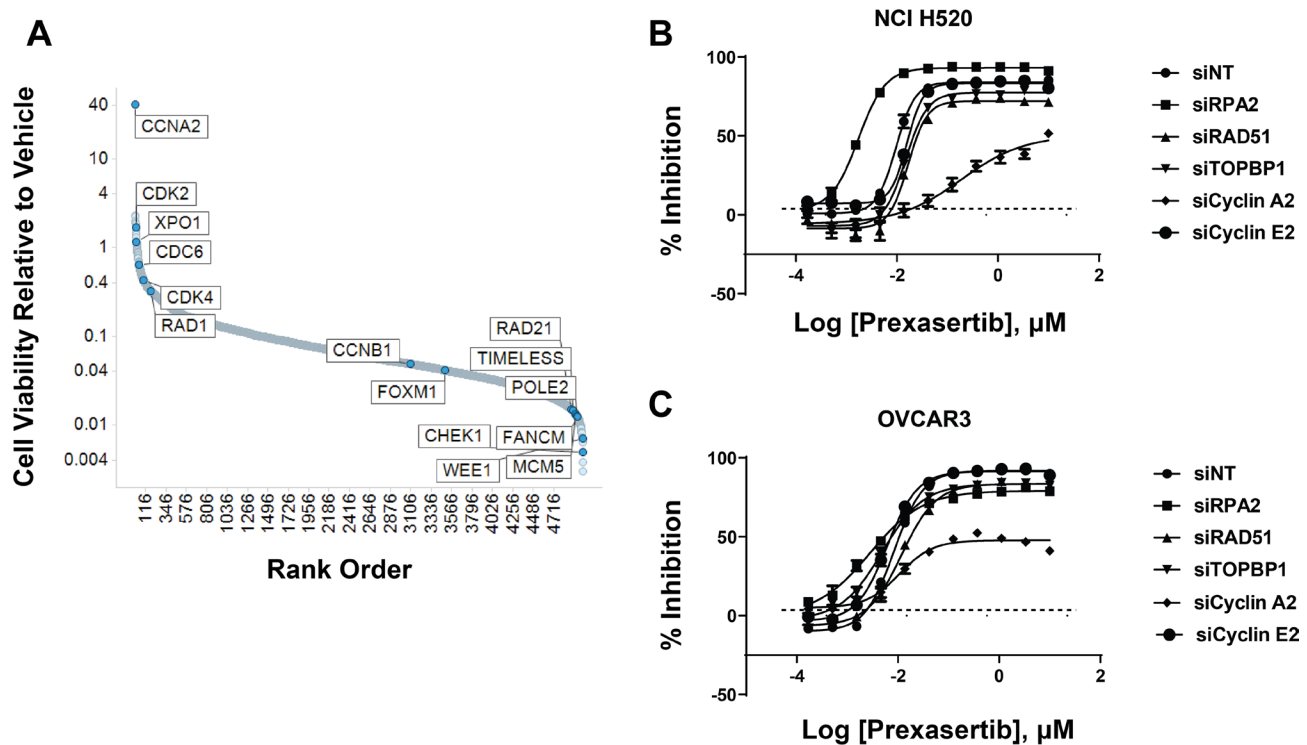 A
Cell Viability Relative to Vehicle
40
10
4
1
0.4
0.1
0.04
0.01
0.004
CCNA2
CDK2
XPO1
CDC6
CDK4
RAD1
CCNB1
FOXM1
RAD21
TIMELESS
POLE2
CHEK1
FANCM
WEE1
MCM5
116
346
576
806
1036
1266
1496
1726
1956
2186
2416
2646
2876
3106
3336
3566
3796
4026
4256
4486
4716
Rank Order
B
NCI H520
% Inhibition
100
50
0
-50
-4
-2
0
2
Log [Prexasertib], µM
siNT
siRPA2
siRAD51
siTOPBP1
siCyclin A2
siCyclin E2
C
OVCAR3
% Inhibition
100
50
0
-50
-4
-2
0
2
Log [Prexasertib], µM
siNT
siRPA2
siRAD51
siTOPBP1
siCyclin A2
siCyclin E2